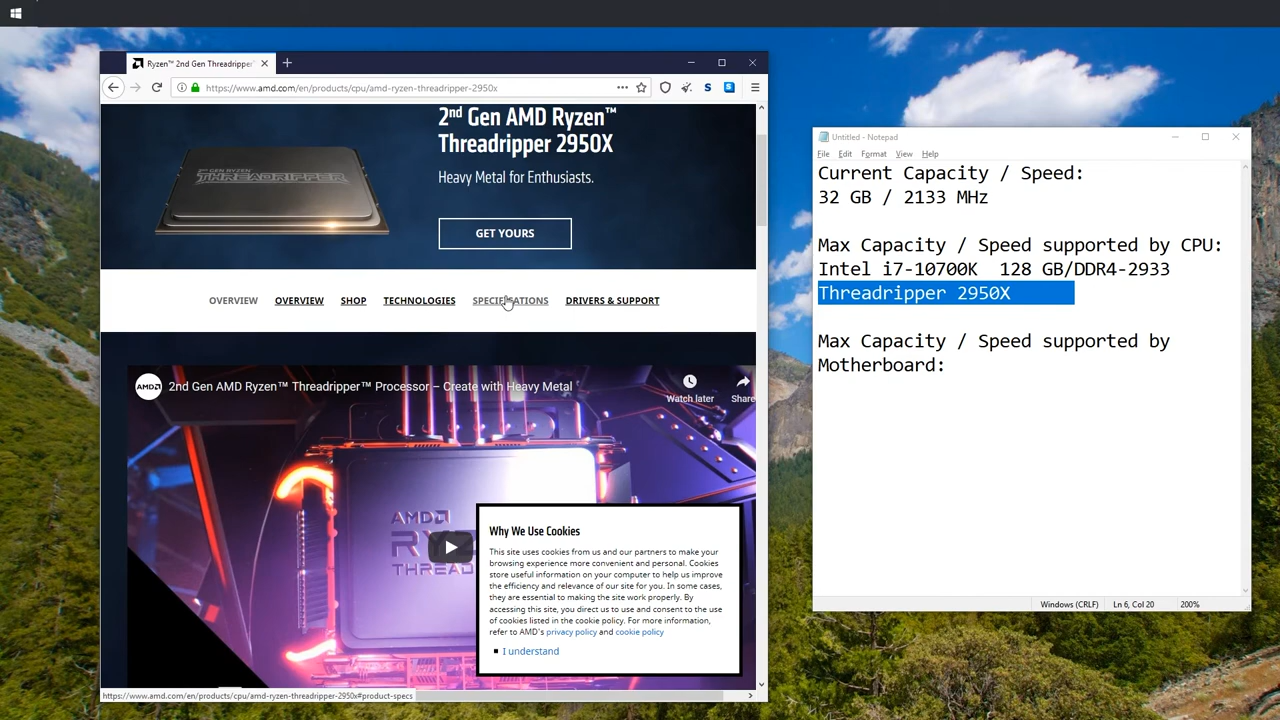 Ryzen™ 2nd Gen Threadripper™
https://www.amd.com/en/products/cpu/amd-ryzen-threadripper-2950x
S
S
2nd Gen AMD Ryzen™
Threadripper 2950X
Heavy Metal for Enthusiasts.
GET YOURS
OVERVIEW OVERVIEW SHOP TECHNOLOGIES SPECIFICATIONS DRIVERS & SUPPORT
AMD 2nd Gen AMD Ryzen™ Threadripper™ Processor – Create with Heavy Metal
Watch later Share
AMD
RY
THREAD
Why We Use Cookies
This site uses cookies from us and our partners to make your
browsing experience more convenient and personal. Cookies
store useful information on your computer to help us improve
the efficiency and relevance of our site for you. In some cases,
they are essential to making the site work properly. By
accessing this site, you direct us to use and consent to the use
of cookies listed in the cookie policy. For more information,
refer to AMD's privacy policy and cookie policy
I understand
https://www.amd.com/en/products/cpu/amd-ryzen-threadripper-2950x#product-specs
Untitled - Notepad
File Edit Format View Help
Current Capacity / Speed:
32 GB / 2133 MHz
Max Capacity / Speed supported by CPU:
Intel i7-10700K 128 GB/DDR4-2933
Threadripper 2950X
Max Capacity / Speed supported by
Motherboard:
Windows (CRLF) Ln 6, Col 20 200%